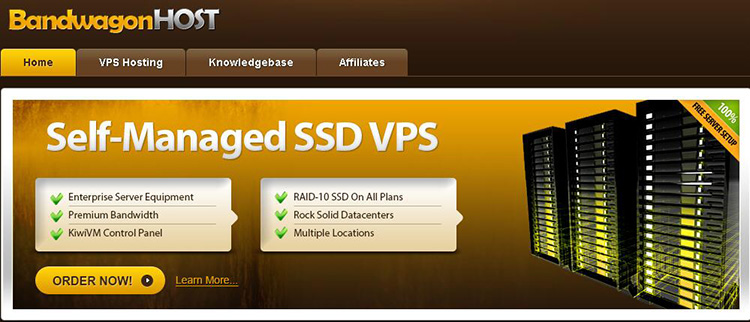 BandwagonHOST
Home
VPS Hosting
Knowledgebase
Affiliates
100%
FREE SERVER SETUP
Self-Managed SSD VPS
Enterprise Server Equipment
Premium Bandwidth
KiwiVM Control Panel
RAID-10 SSD On All Plans
Rock Solid Datacenters
Multiple Locations
ORDER NOW!
Learn More...